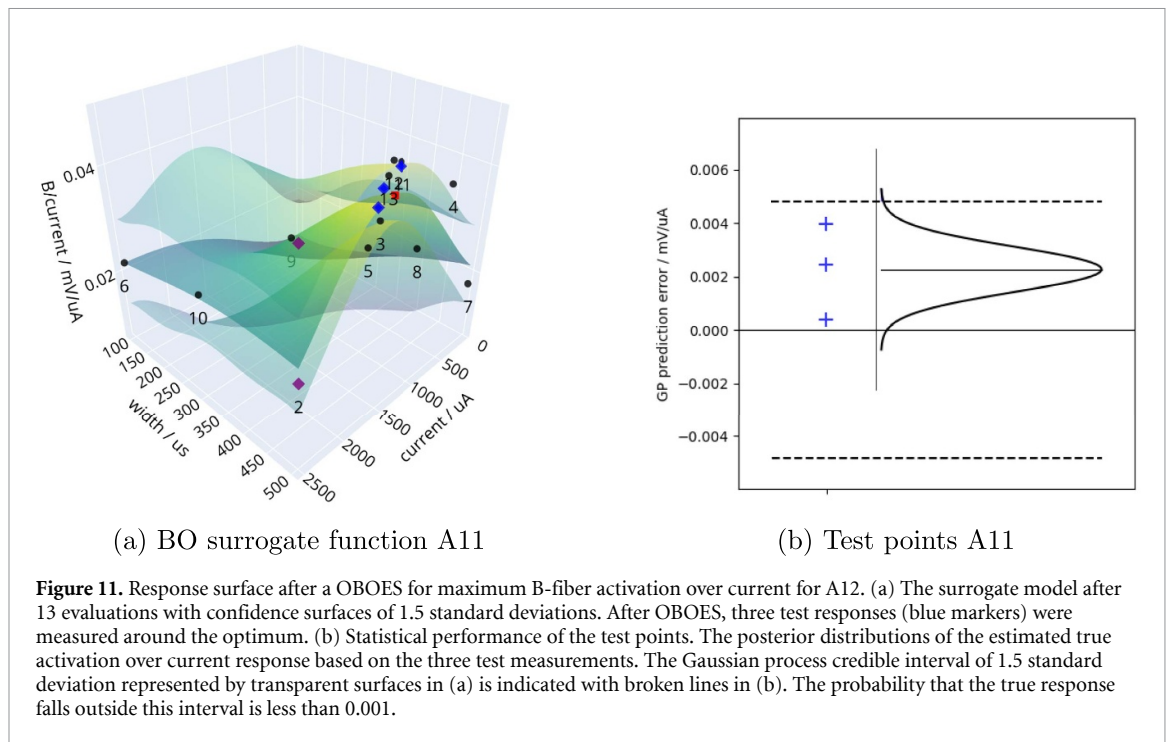 0.04
B/current / mV/uA
0.02
4
3
5
8
7
9
6
10
2
13
100
150
200
250
300
350
400
450
500
width / us
0
500
1000
1500
2000
2500
current / uA
0.006
0.004
0.002
0.000
−0.002
−0.004
GP prediction error / mV/uA
(a) BO surrogate function A11
(b) Test points A11
Figure 11. Response surface after a OBOES for maximum B-fiber activation over current for A12. (a) The surrogate model after
13 evaluations with confidence surfaces of 1.5 standard deviations. After OBOES, three test responses (blue markers) were
measured around the optimum. (b) Statistical performance of the test points. The posterior distributions of the estimated true
activation over current response based on the three test measurements. The Gaussian process credible interval of 1.5 standard
deviation represented by transparent surfaces in (a) is indicated with broken lines in (b). The probability that the true response
falls outside this interval is less than 0.001.